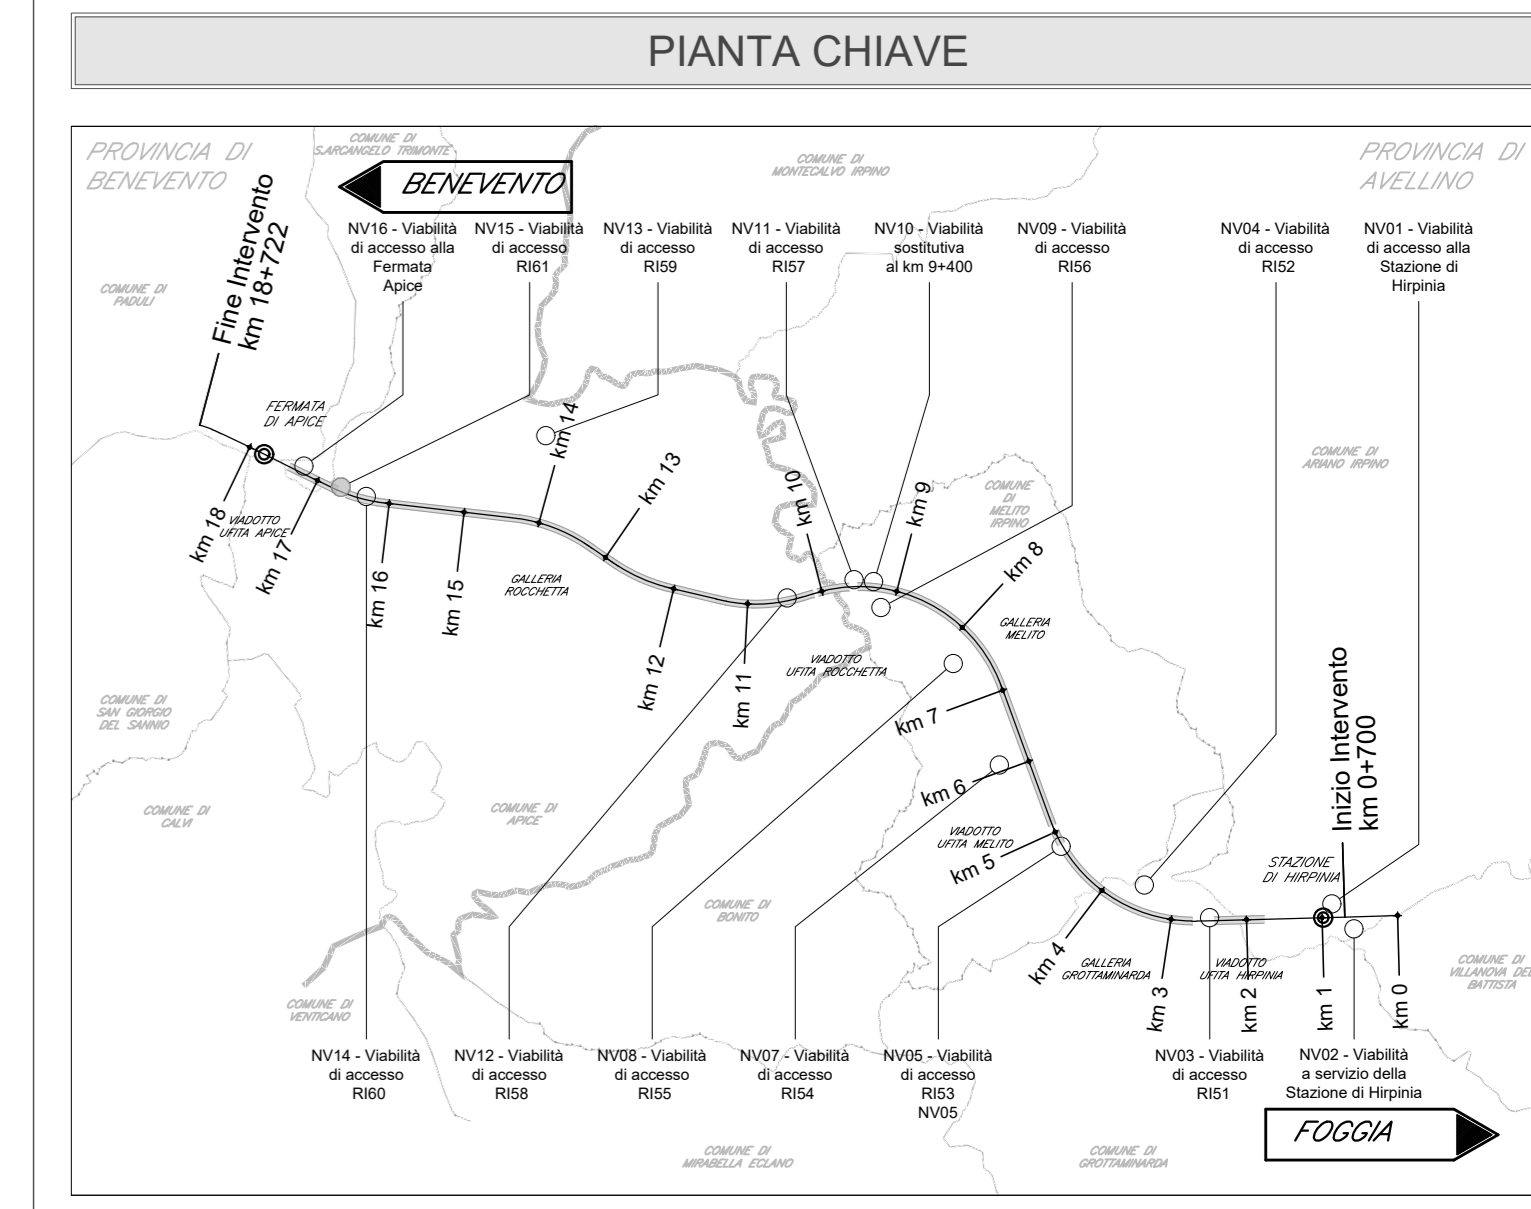 PIANTA CHIAVE
PROVINCIA DI
BENEVENTO
COMUNE DI
S.ARCANGELO TRIMONTE
BENEVENTO
COMUNE DI
MONTECALVO IRPINO
PROVINCIA DI
AVELLINO
Fine Intervento
km 18+722
NV16 - Viabilità
di accesso alla
Fermata
Apice
NV15 - Viabilità
di accesso
RI61
NV13 - Viabilità
di accesso
RI59
NV11 - Viabilità
di accesso
RI57
NV10 - Viabilità
sostitutiva
al km 9+400
NV09 - Viabilità
di accesso
RI56
NV04 - Viabilità
di accesso
RI52
NV01 - Viabilità
di accesso alla
Stazione di
Hirpinia
COMUNE DI
PADULI
FERMATA
DI APICE
km 14
km 13
km 10
km 9
COMUNE
DI
MELITO
IRPINO
COMUNE DI
ARIANO IRPINO
km 18
VIADOTTO
UFITA APICE
km 17
km 16
km 15
GALLERIA
ROCCHETTA
km 12
km 11
VIADOTTO
UFITA ROCCHETTA
km 8
GALLERIA
MELITO
km 7
km 6
COMUNE DI
SAN GIORGIO
DEL SANNIO
COMUNE DI
CALVI
COMUNE DI
APICE
VIADOTTO
UFITA MELITO
km 5
Inizio Intervento
km 0+700
STAZIONE
DI HIRPINIA
COMUNE DI
BONITO
km 4
GALLERIA
GROTTAMINARDA
km 3
VIADOTTO
UFITA HIRPINIA
km 2
km 1
km 0
COMUNE DI
VILLANOVA DEL
BATTISTA
COMUNE DI
VENTICANO
NV14 - Viabilità
di accesso
RI60
NV12 - Viabilità
di accesso
RI58
NV08 - Viabilità
di accesso
RI55
NV07 - Viabilità
di accesso
RI54
NV05 - Viabilità
di accesso
RI53
NV05
NV03 - Viabilità
di accesso
RI51
NV02 - Viabilità
a servizio della
Stazione di Hirpinia
FOGGIA
COMUNE DI
MIRABELLA ECLANO
COMUNE DI
GROTTAMINARDA